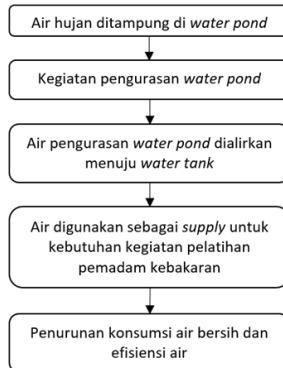 Air hujan ditampung di water pond
Kegiatan pengurasan water pond
Air pengurasan water pond dialirkan
menuju water tank
Air digunakan sebagai supply untuk
kebutuhan kegiatan pelatihan
pemadam kebakaran
Penurunan konsumsi air bersih dan
efisiensi air